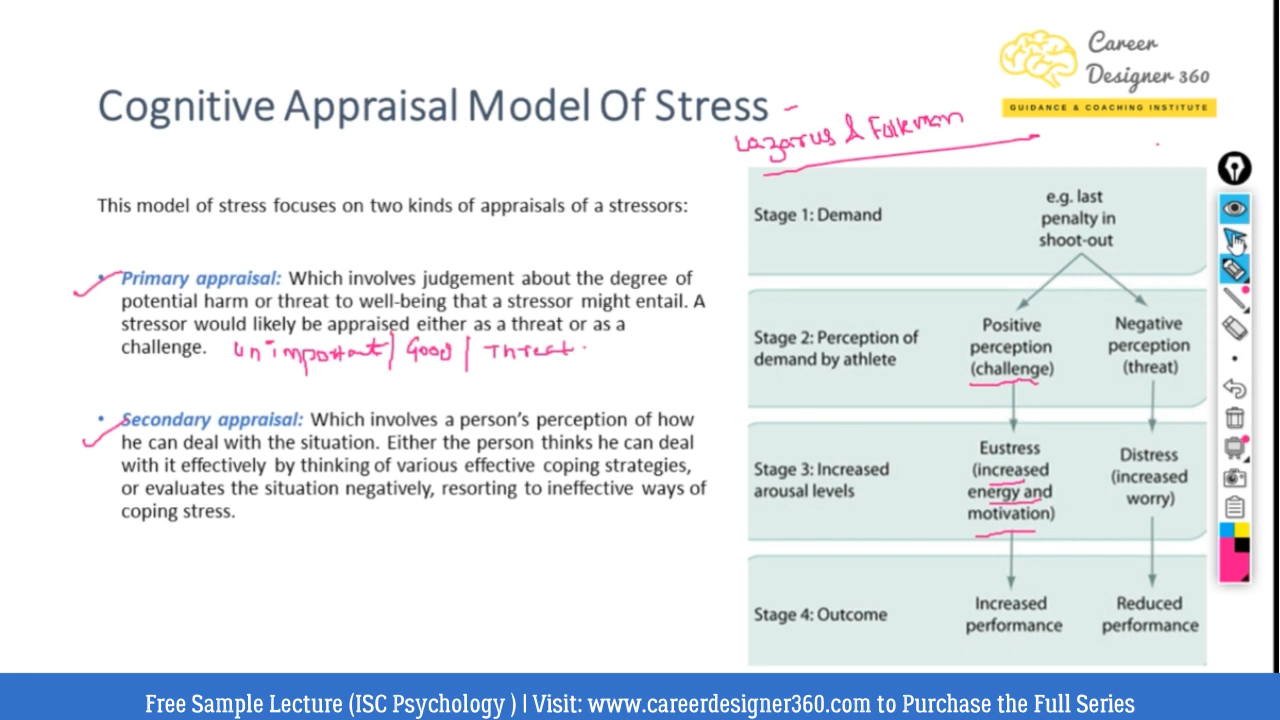 Career
Designer 360
GUIDANCE & COACHING INSTITUTE
Cognitive Appraisal Model Of Stress
Lazarus & Folkman
This model of stress focuses on two kinds of appraisals of a stressors:
• Primary appraisal: Which involves judgement about the degree of
potential harm or threat to well-being that a stressor might entail. A
stressor would likely be appraised either as a threat or as a
challenge.
Unimportant | Good | Threat
• Secondary appraisal: Which involves a person's perception of how
he can deal with the situation. Either the person thinks he can deal
with it effectively by thinking of various effective coping strategies,
or evaluates the situation negatively, resorting to ineffective ways of
coping stress.
Stage 1: Demand
e.g. last
penalty in
shoot-out
Stage 2: Perception of
demand by athlete
Positive
perception
(challenge)
Negative
perception
(threat)
Stage 3: Increased
arousal levels
Eustress
(increased
energy and
motivation)
Distress
(increased
worry)
Stage 4: Outcome
Increased
performance
Reduced
performance
Free Sample Lecture (ISC Psychology ) | Visit: www.careerdesigner360.com to Purchase the Full Series